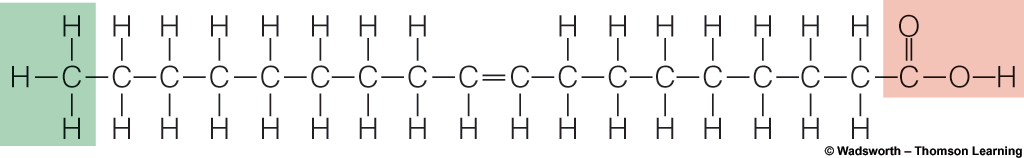 H H H H H H H H H H H H H H H O
H—C—C—C—C—C—C—C—C—C=C—C—C—C—C—C—C—C—C—O—H
H H H H H H H H H H H H H H H H H
© Wadsworth – Thomson Learning